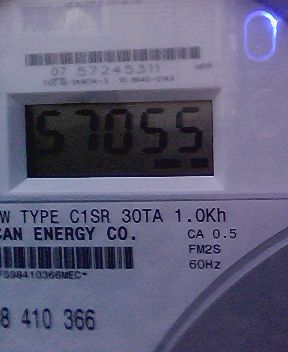 07 57245311
57055
W TYPE C1SR 30TA 1.0Kh
CAN ENERGY CO.
CA 0.5
FM2S
60Hz
8 410 366